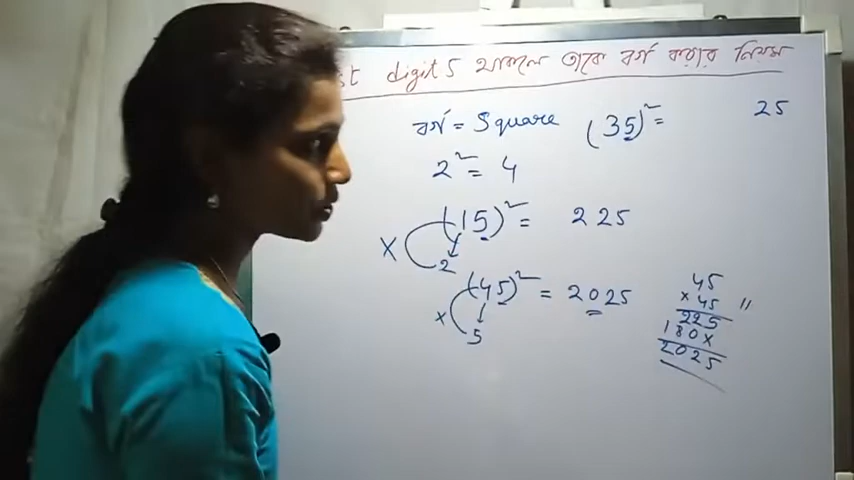 digit 5 থাকলে তাকে বর্গ করার নিয়ম
বর্গ = Square (35)² = 25
2² = 4
(15)² = 225
× 2
(45)² = 2025
× 5
45
× 45 "
225
180×
2025